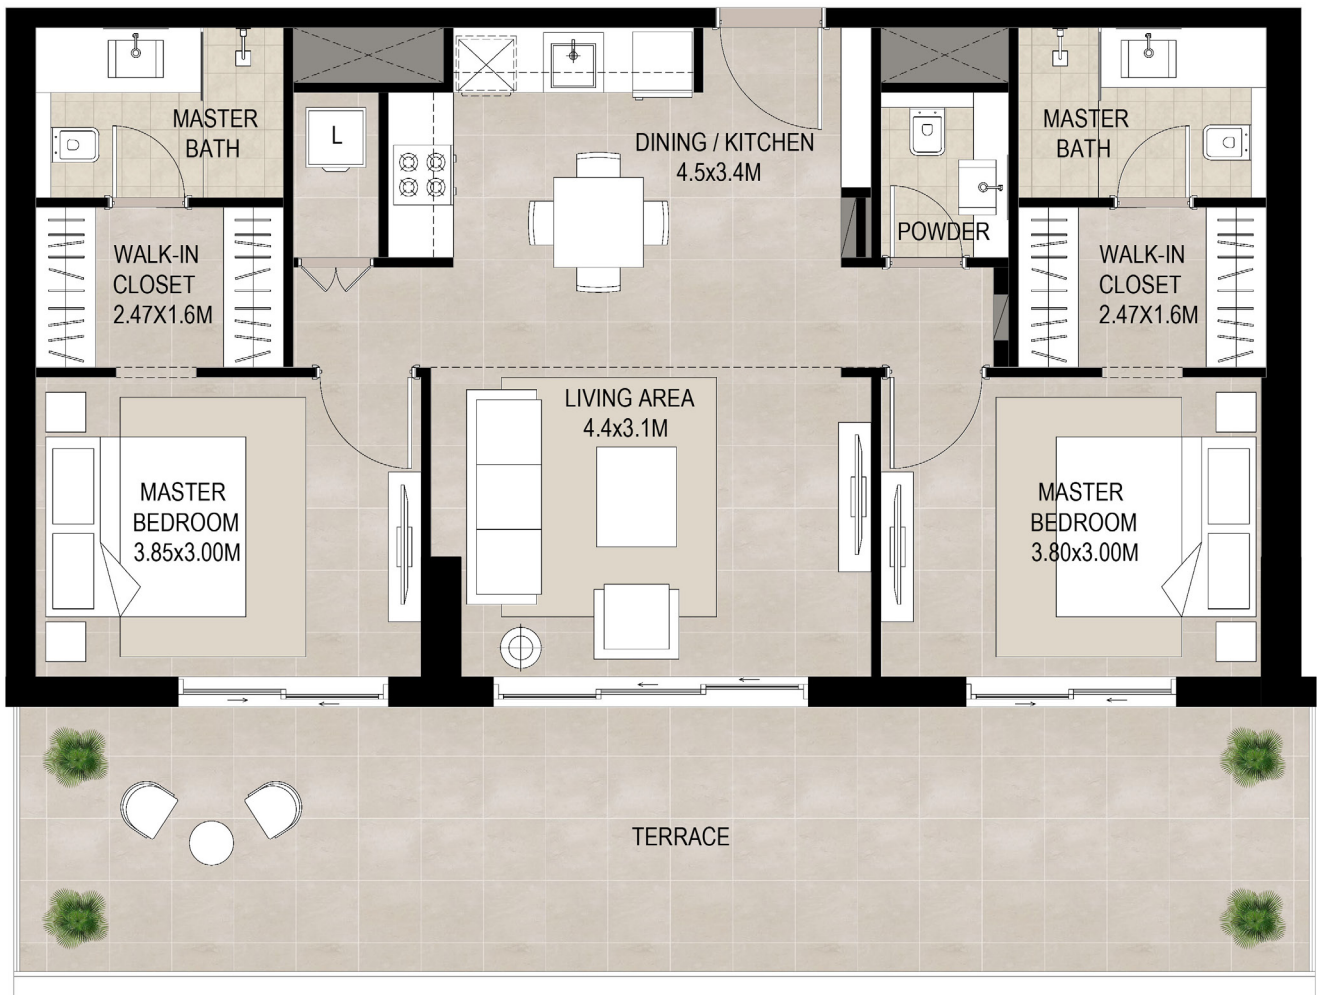 MASTER
BATH
L
DINING / KITCHEN
4.5x3.4M
MASTER
BATH
POWDER
WALK-IN
CLOSET
2.47X1.6M
WALK-IN
CLOSET
2.47X1.6M
LIVING AREA
4.4x3.1M
MASTER
BEDROOM
3.85x3.00M
MASTER
BEDROOM
3.80x3.00M
TERRACE